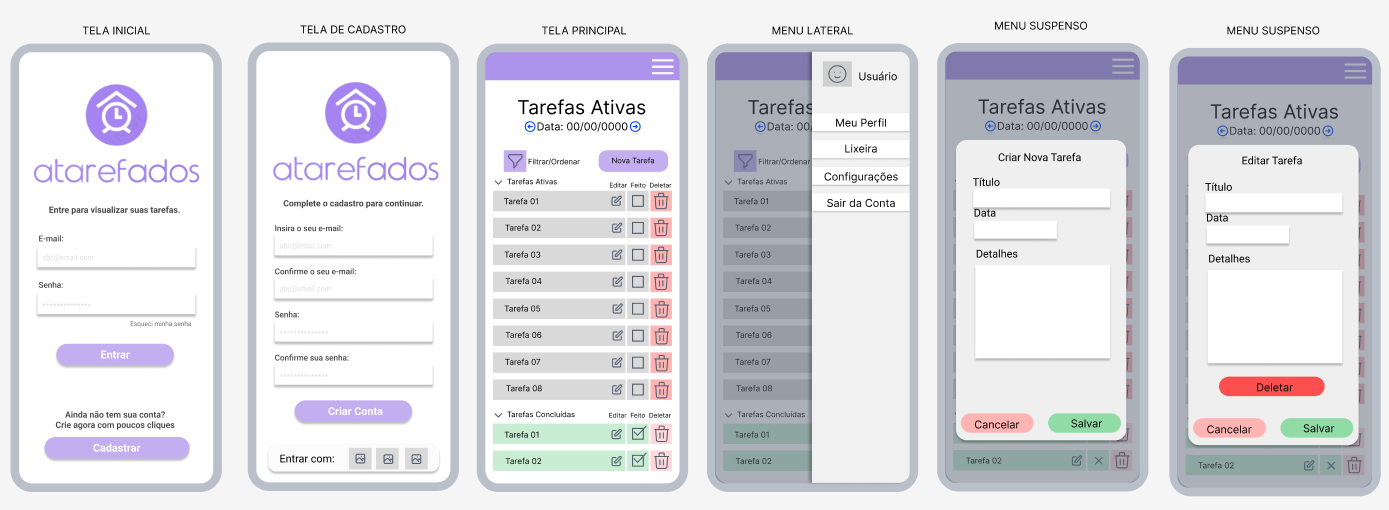 TELA INICIAL
atarefados
Entre para visualizar suas tarefas.
E-mail:
abc@email.com
Senha:
**************
Esqueci minha senha
Entrar
Ainda não tem sua conta?
Crie agora com poucos cliques
Cadastrar
TELA DE CADASTRO
atarefados
Complete o cadastro para continuar.
Insira o seu e-mail:
abc@email.com
Confirme o seu e-mail:
abc@email.com
Senha:
**************
Confirme sua senha:
**************
Criar Conta
Entrar com:
TELA PRINCIPAL
Tarefas Ativas
Data: 00/00/0000
Filtrar/Ordenar
Nova Tarefa
Tarefas Ativas
Editar Feito Deletar
Tarefa 01
Tarefa 02
Tarefa 03
Tarefa 04
Tarefa 05
Tarefa 06
Tarefa 07
Tarefa 08
Tarefas Concluídas
Editar Feito Deletar
Tarefa 01
Tarefa 02
MENU LATERAL
Tarefas
Data: 00/
Filtrar/Ordenar
Tarefas Ativas
Tarefa 01
Tarefa 02
Tarefa 03
Tarefa 04
Tarefa 05
Tarefa 06
Tarefa 07
Tarefa 08
Tarefas Concluídas
Tarefa 01
Tarefa 02
Usuário
Meu Perfil
Lixeira
Configurações
Sair da Conta
MENU SUSPENSO
Tarefas Ativas
Data: 00/00/0000
Criar Nova Tarefa
Título
Data
Detalhes
Cancelar
Salvar
Tarefa 02
MENU SUSPENSO
Tarefas Ativas
Data: 00/00/0000
Editar Tarefa
Título
Data
Detalhes
Deletar
Cancelar
Salvar
Tarefa 02